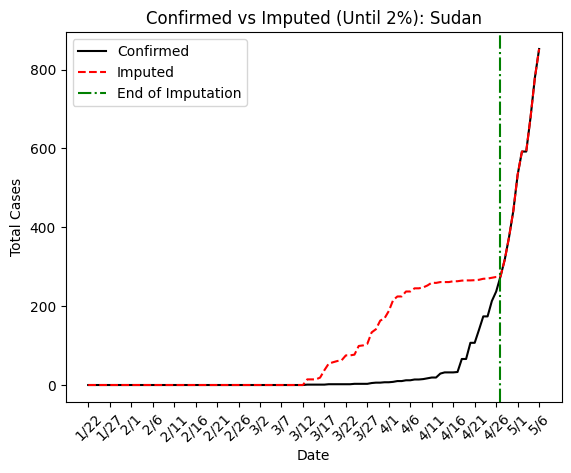 Confirmed vs Imputed (Until 2%): Sudan
Confirmed
Imputed
End of Imputation
Total Cases
800
600
400
200
0
1/22 1/27 2/1 2/6 2/11 2/16 2/21 2/26 3/2 3/7 3/12 3/17 3/22 3/27 4/1 4/6 4/11 4/16 4/21 4/26 5/1 5/6
Date